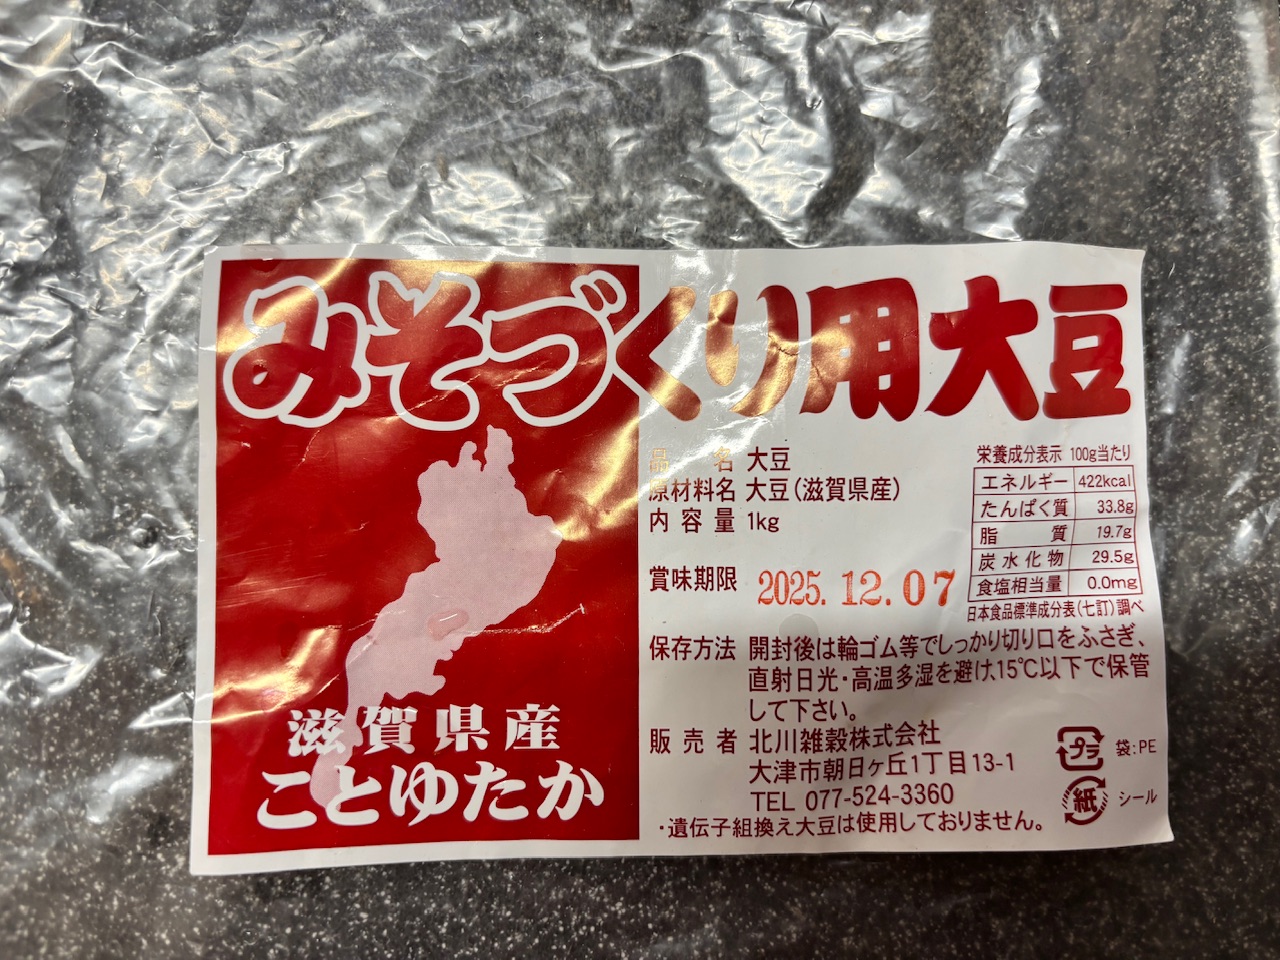 みそづくり用大豆
滋賀県産
ことゆたか
品名 大豆
原材料名 大豆(滋賀県産)
内容量 1kg
賞味期限 2025.12.07
保存方法 開封後は輪ゴム等でしっかり切り口をふさぎ、
直射日光・高温多湿を避け、15℃以下で保管
して下さい。
販売者 北川雑穀株式会社
大津市朝日ヶ丘1丁目13-1
TEL 077-524-3360
・遺伝子組換え大豆は使用しておりません。
栄養成分表示 100g当たり
エネルギー 422kcal
たんぱく質 33.8g
脂質 19.7g
炭水化物 29.5g
食塩相当量 0.0mg
日本食品標準成分表(七訂)調べ
プラ 袋:PE
紙 シール